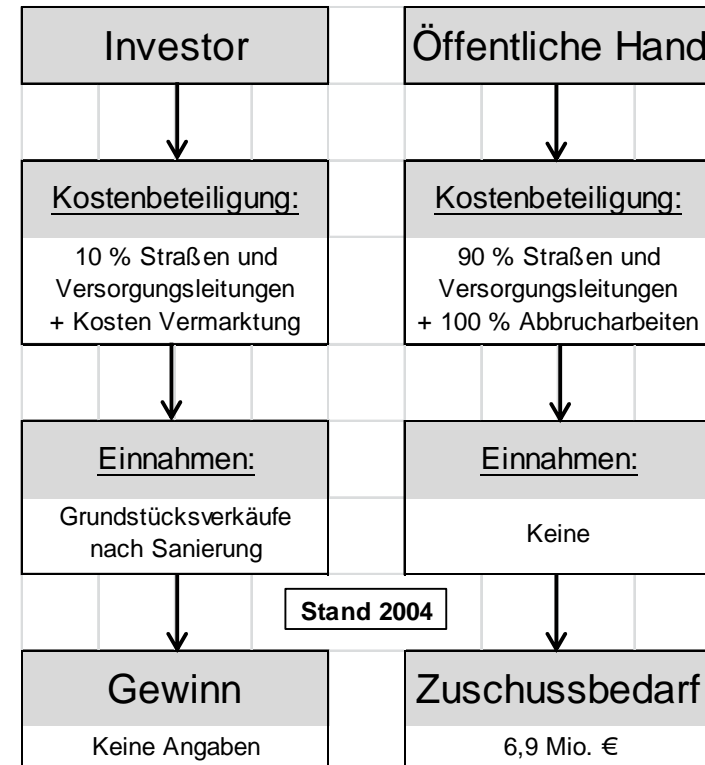 Investor
Öffentliche Hand
Kostenbeteiligung:
10 % Straßen und
Versorgungsleitungen
+ Kosten Vermarktung
Kostenbeteiligung:
90 % Straßen und
Versorgungsleitungen
+ 100 % Abbrucharbeiten
Einnahmen:
Grundstücksverkäufe
nach Sanierung
Einnahmen:
Keine
Stand 2004
Gewinn
Keine Angaben
Zuschussbedarf
6,9 Mio. €